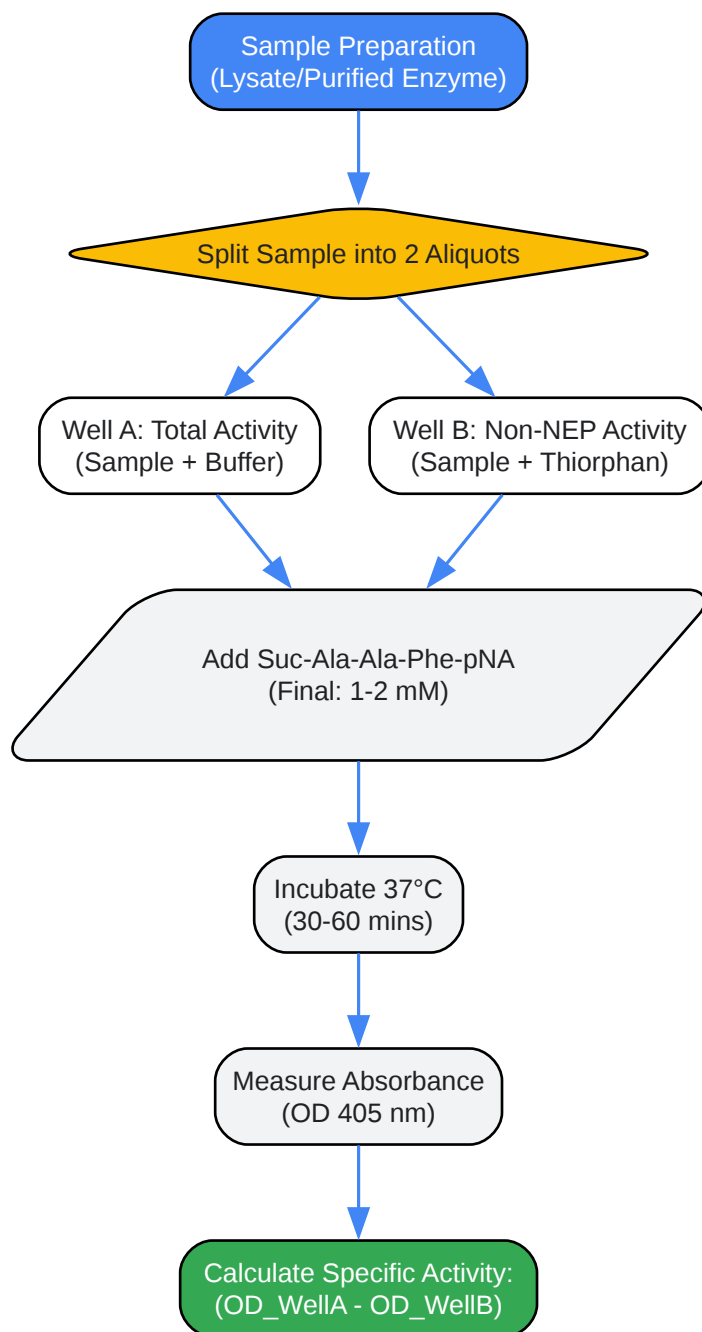 Sample Preparation
(Lysate/Purified Enzyme)
Split Sample into 2 Aliquots
Well A: Total Activity
(Sample + Buffer)
Well B: Non-NEP Activity
(Sample + Thiorphan)
Add Suc-Ala-Ala-Phe-pNA
(Final: 1-2 mM)
Incubate 37°C
(30-60 mins)
Measure Absorbance
(OD 405 nm)
Calculate Specific Activity:
(OD_WellA - OD_WellB)